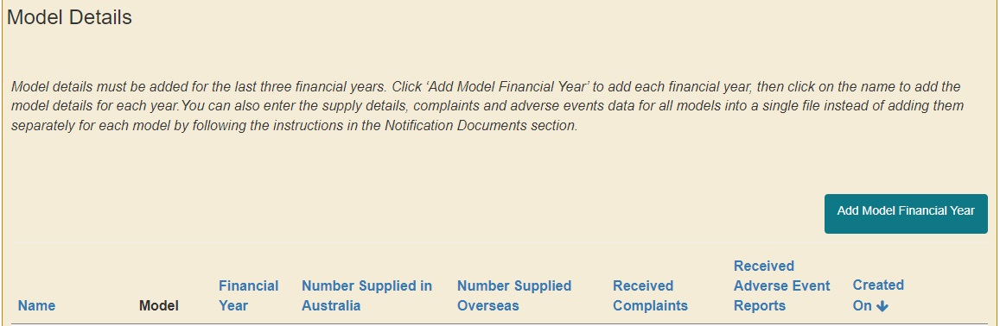 Model Details
Model details must be added for the last three financial years. Click ‘Add Model Financial Year’ to add each financial year, then click on the name to add the
model details for each year.You can also enter the supply details, complaints and adverse events data for all models into a single file instead of adding them
separately for each model by following the instructions in the Notification Documents section.
Add Model Financial Year
Name
Model
Financial
Year
Number Supplied in
Australia
Number Supplied
Overseas
Received
Complaints
Received
Adverse Event
Reports
Created
On